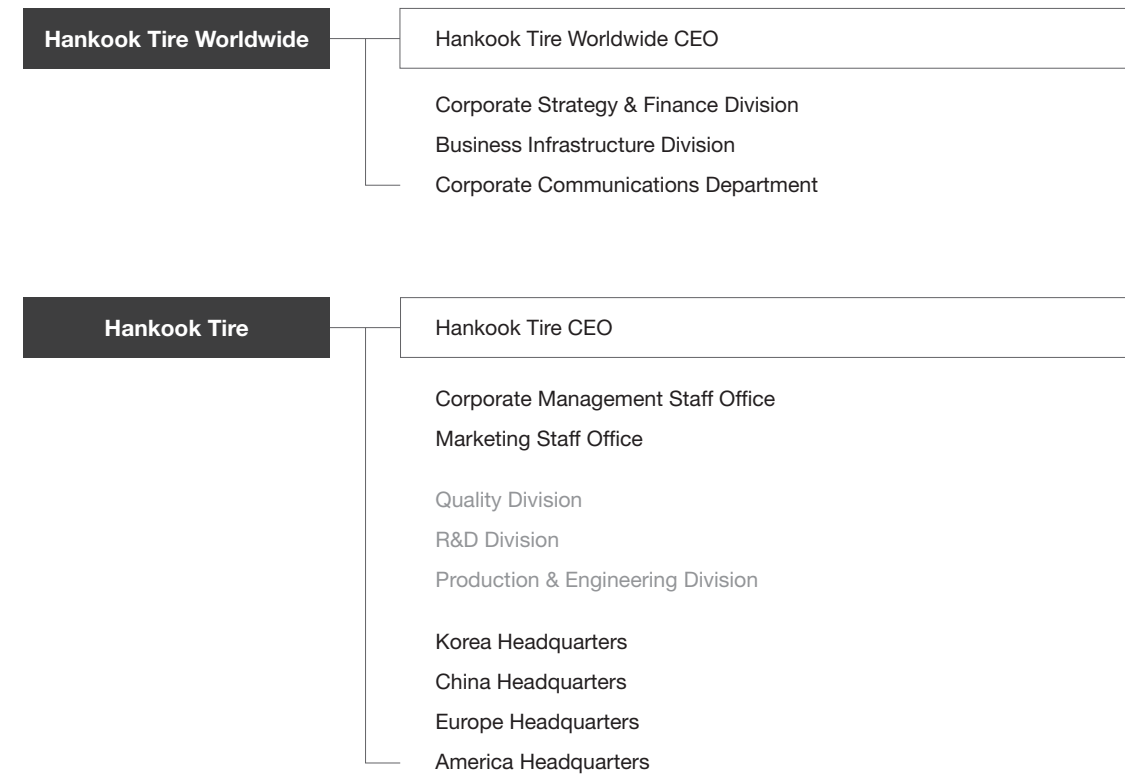 Hankook Tire Worldwide
Hankook Tire Worldwide CEO
Corporate Strategy & Finance Division
Business Infrastructure Division
Corporate Communications Department
Hankook Tire
Hankook Tire CEO
Corporate Management Staff Office
Marketing Staff Office
Quality Division
R&D Division
Production & Engineering Division
Korea Headquarters
China Headquarters
Europe Headquarters
America Headquarters